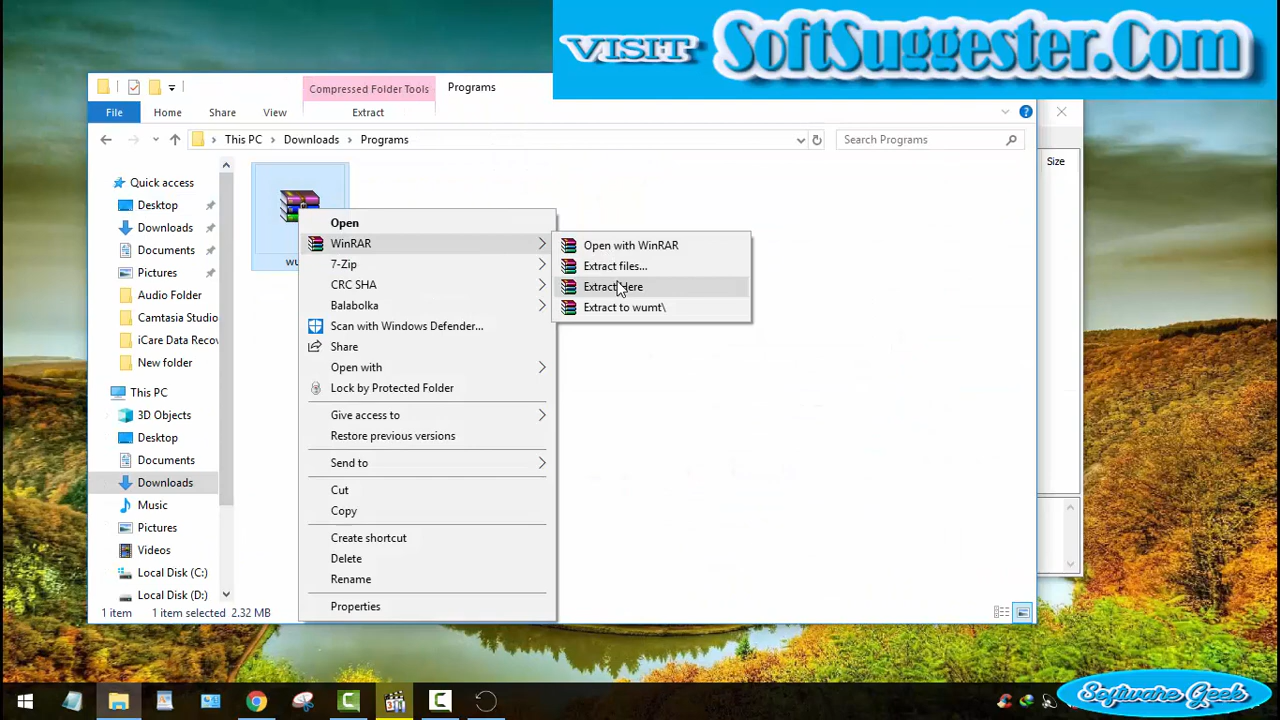 VISIT SoftSuggester.Com
Compressed Folder Tools
Programs
File
Home
Share
View
Extract
This PC
Downloads
Programs
Search Programs
Size
Quick access
Desktop
Downloads
Documents
Pictures
Audio Folder
Camtasia Studio
iCare Data Reco
New folder
This PC
3D Objects
Desktop
Documents
Downloads
Music
Pictures
Videos
Local Disk (C:)
Local Disk (D:)
wu
Open
WinRAR
7-Zip
CRC SHA
Balabolka
Scan with Windows Defender...
Share
Open with
Lock by Protected Folder
Give access to
Restore previous versions
Send to
Cut
Copy
Create shortcut
Delete
Rename
Properties
Open with WinRAR
Extract files...
Extract Here
Extract to wumt\
1 item
1 item selected 2.32 MB
Software Geek